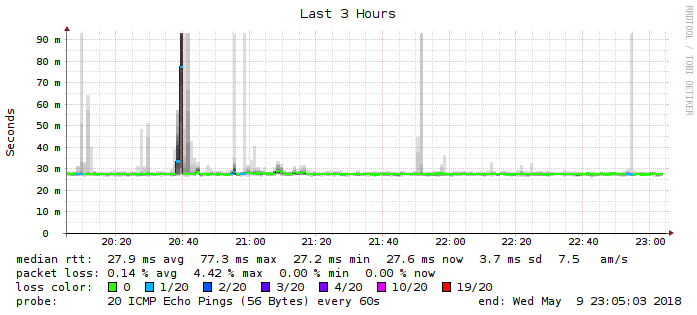 Last 3 Hours
RRDTOOL / TOBI OETIKER
Seconds
90 m
80 m
70 m
60 m
50 m
40 m
30 m
20 m
10 m
0
20:20 20:40 21:00 21:20 21:40 22:00 22:20 22:40 23:00
median rtt: 27.9 ms avg 77.3 ms max 27.2 ms min 27.6 ms now 3.7 ms sd 7.5 am/s
packet loss: 0.14 % avg 4.42 % max 0.00 % min 0.00 % now
loss color: 0 1/20 2/20 3/20 4/20 10/20 19/20
probe: 20 ICMP Echo Pings (56 Bytes) every 60s end: Wed May 9 23:05:03 2018